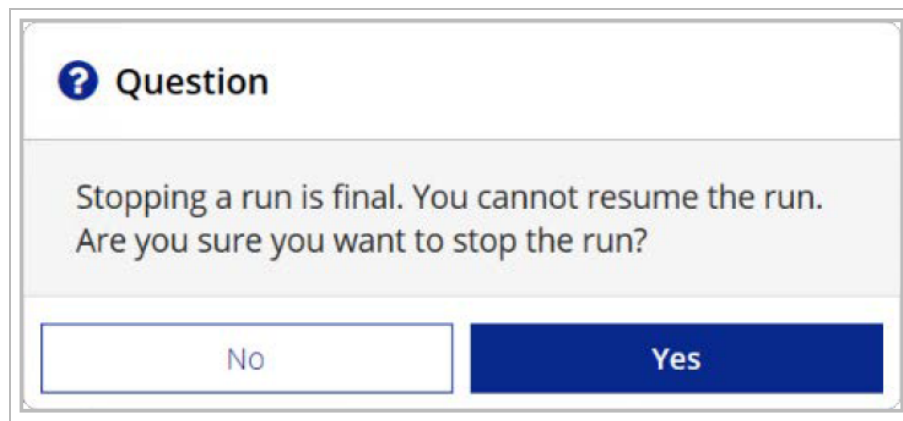 Question
Stopping a run is final. You cannot resume the run.
Are you sure you want to stop the run?
No
Yes